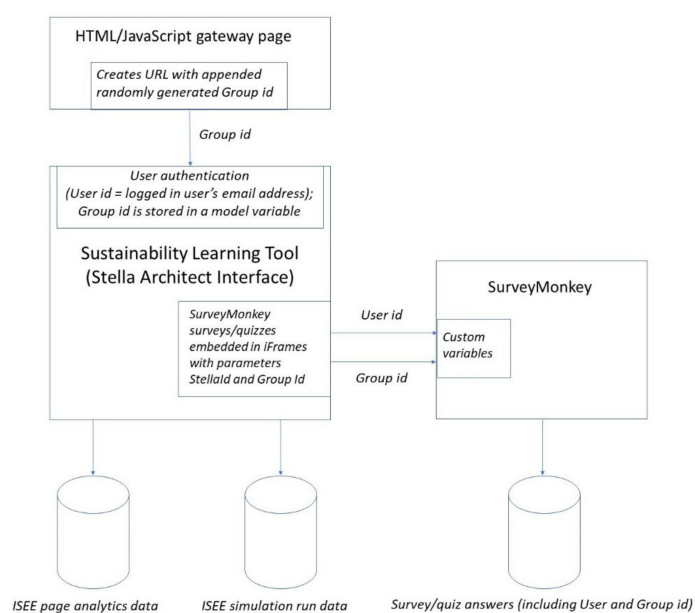 HTML/JavaScript gateway page
Creates URL with appended
randomly generated Group id
Group id
User authentication
(User id = logged in user's email address);
Group id is stored in a model variable
Sustainability Learning Tool
(Stella Architect Interface)
SurveyMonkey
surveys/quizzes
embedded in iFrames
with parameters
StellaId and Group Id
User id
Group id
SurveyMonkey
Custom
variables
ISEE page analytics data
ISEE simulation run data
Survey/quiz answers (including User and Group id)